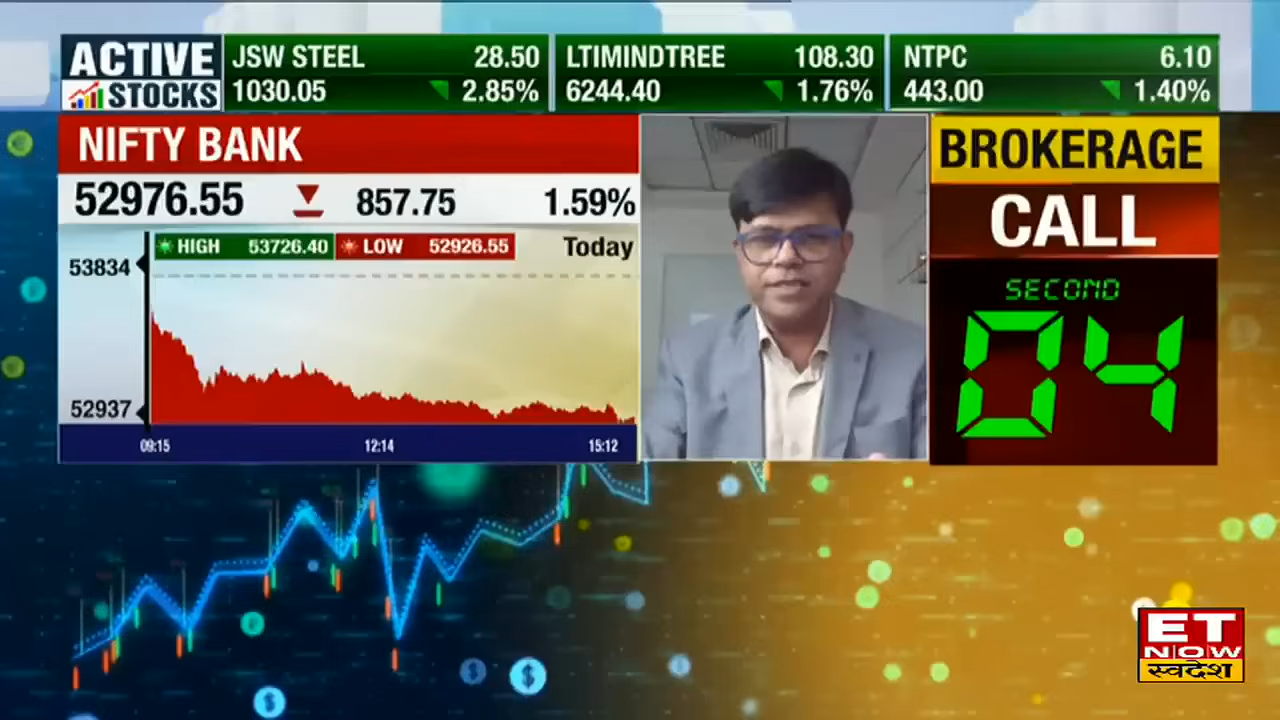 ACTIVE STOCKS
JSW STEEL 28.50
1030.05 2.85%
LTIMINDTREE 108.30
6244.40 1.76%
NTPC 6.10
443.00 1.40%
NIFTY BANK
52976.55 857.75 1.59%
HIGH 53726.40 LOW 52926.55 Today
53834
52937
09:15 12:14 15:12
BROKERAGE
CALL
SECOND
04
ET
NOW
स्वदेश